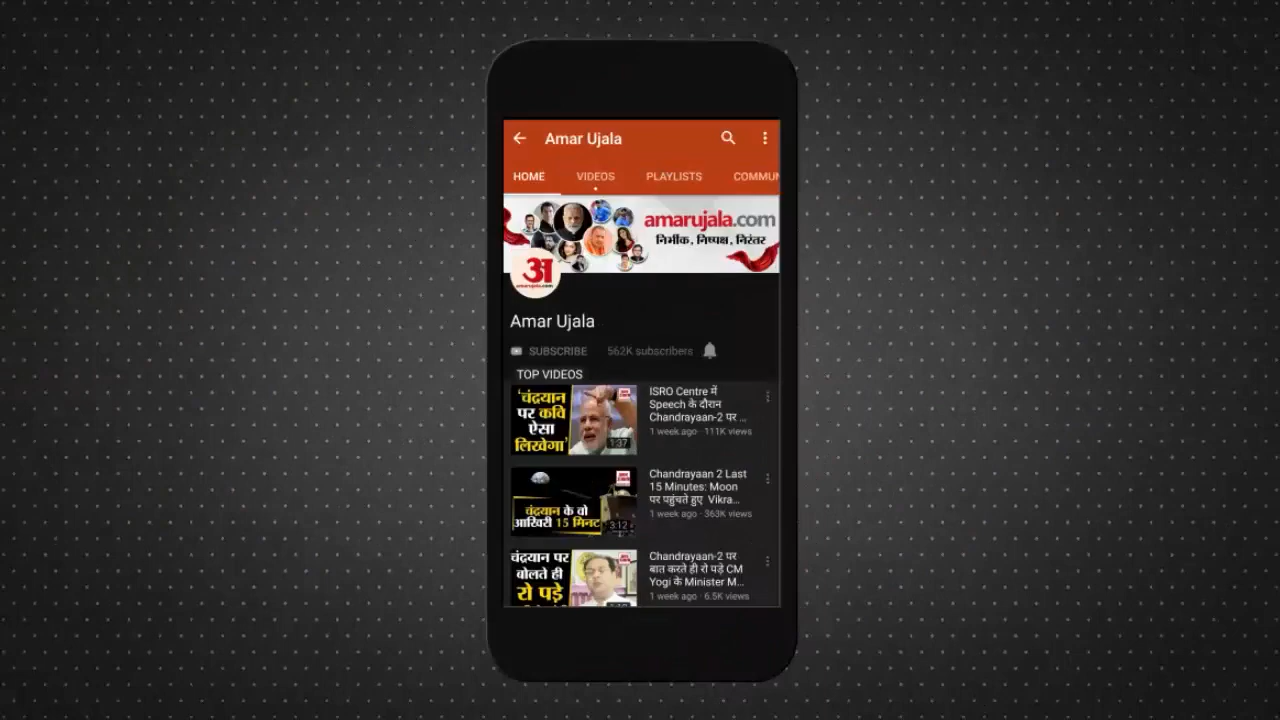 Amar Ujala
HOME VIDEOS PLAYLISTS COMMUN
amarujala.com
निर्भीक, निष्पक्ष, निरंतर
अ
amarujala.com
Amar Ujala
SUBSCRIBE 562K subscribers
TOP VIDEOS
'चंद्रयान
पर कवि
ऐसा
लिखेगा'
1:37
ISRO Centre में
Speech के दौरान
Chandrayaan-2 पर ...
1 week ago · 111K views
चंद्रयान के वो
आखिरी 15 मिनट
3:12
Chandrayaan 2 Last
15 Minutes: Moon
पर पहुंचते हुए Vikra...
1 week ago · 363K views
चंद्रयान पर
बोलते ही
रो पड़े
Chandrayaan-2 पर
बात करते ही रो पड़े CM
Yogi के Minister M...
1 week ago · 6.5K views